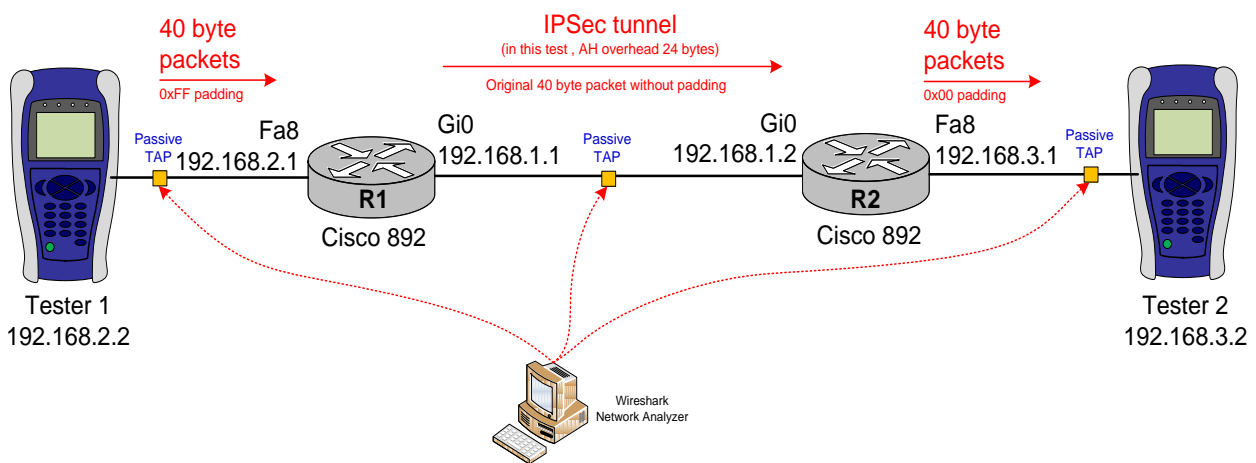 40 byte
packets
0xFF padding
IPSec tunnel
(in this test , AH overhead 24 bytes)
Original 40 byte packet without padding
40 byte
packets
0x00 padding
Passive
TAP
Fa8
192.168.2.1
R1
Cisco 892
Gi0
192.168.1.1
Passive
TAP
Gi0
192.168.1.2
R2
Cisco 892
Fa8
192.168.3.1
Passive
TAP
Tester 1
192.168.2.2
Tester 2
192.168.3.2
Wireshark
Network Analyzer